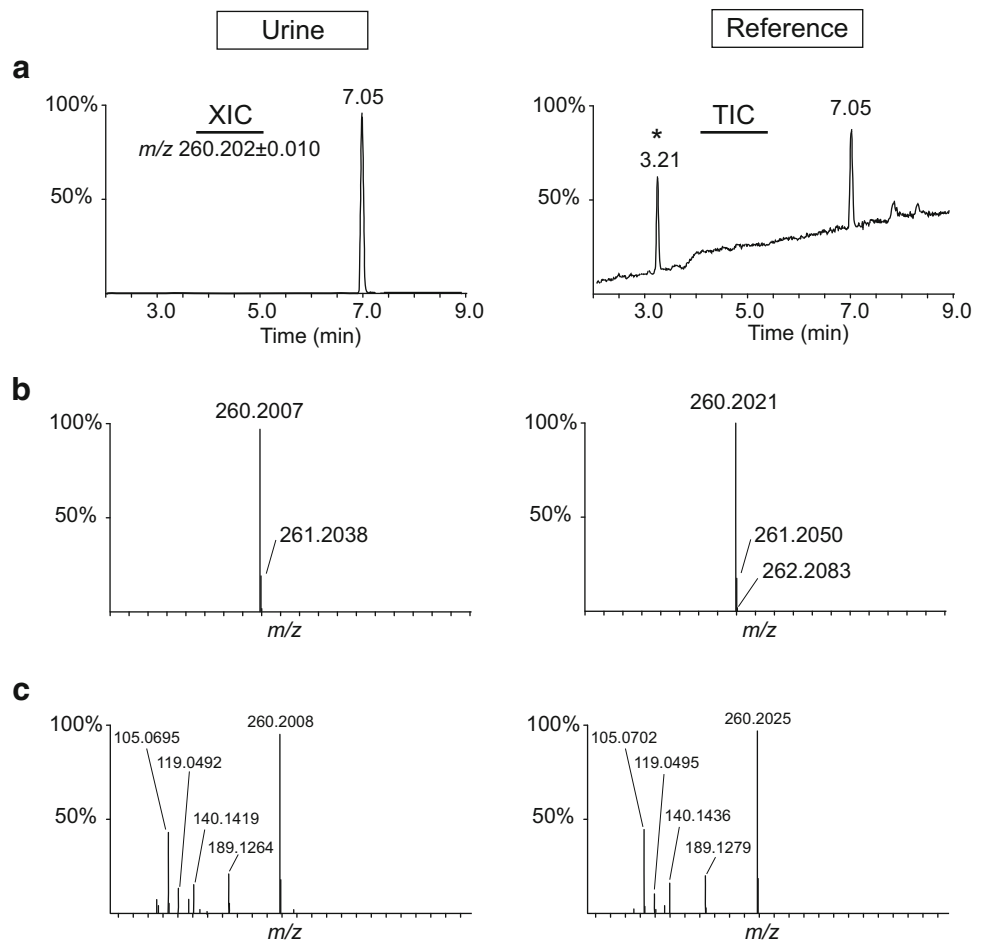 Urine
Reference
a
100%
50%
XIC
m/z 260.202±0.010
7.05
3.0 5.0 7.0 9.0
Time (min)
100%
50%
*
3.21
TIC
7.05
3.0 5.0 7.0 9.0
Time (min)
b
100%
50%
260.2007
261.2038
m/z
100%
50%
260.2021
261.2050
262.2083
m/z
c
100%
50%
105.0695
119.0492
140.1419
189.1264
260.2008
m/z
100%
50%
105.0702
119.0495
140.1436
189.1279
260.2025
m/z